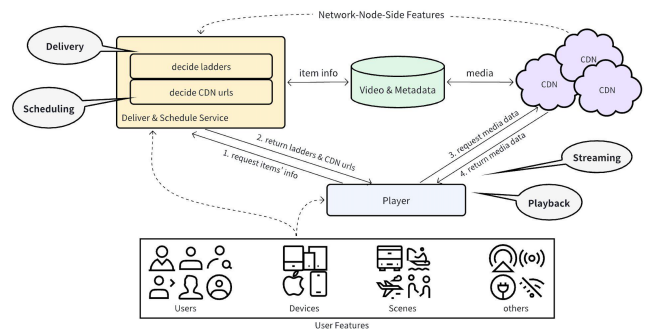 Network-Node-Side Features
Delivery
decide ladders
decide CDN urls
Deliver & Schedule Service
Scheduling
item info
Video & Metadata
media
CDN
CDN
CDN
2. return ladders & CDN urls
1. request items' info
3. request media data
4. return media data
Streaming
Playback
Player
Users
Devices
Scenes
others
User Features